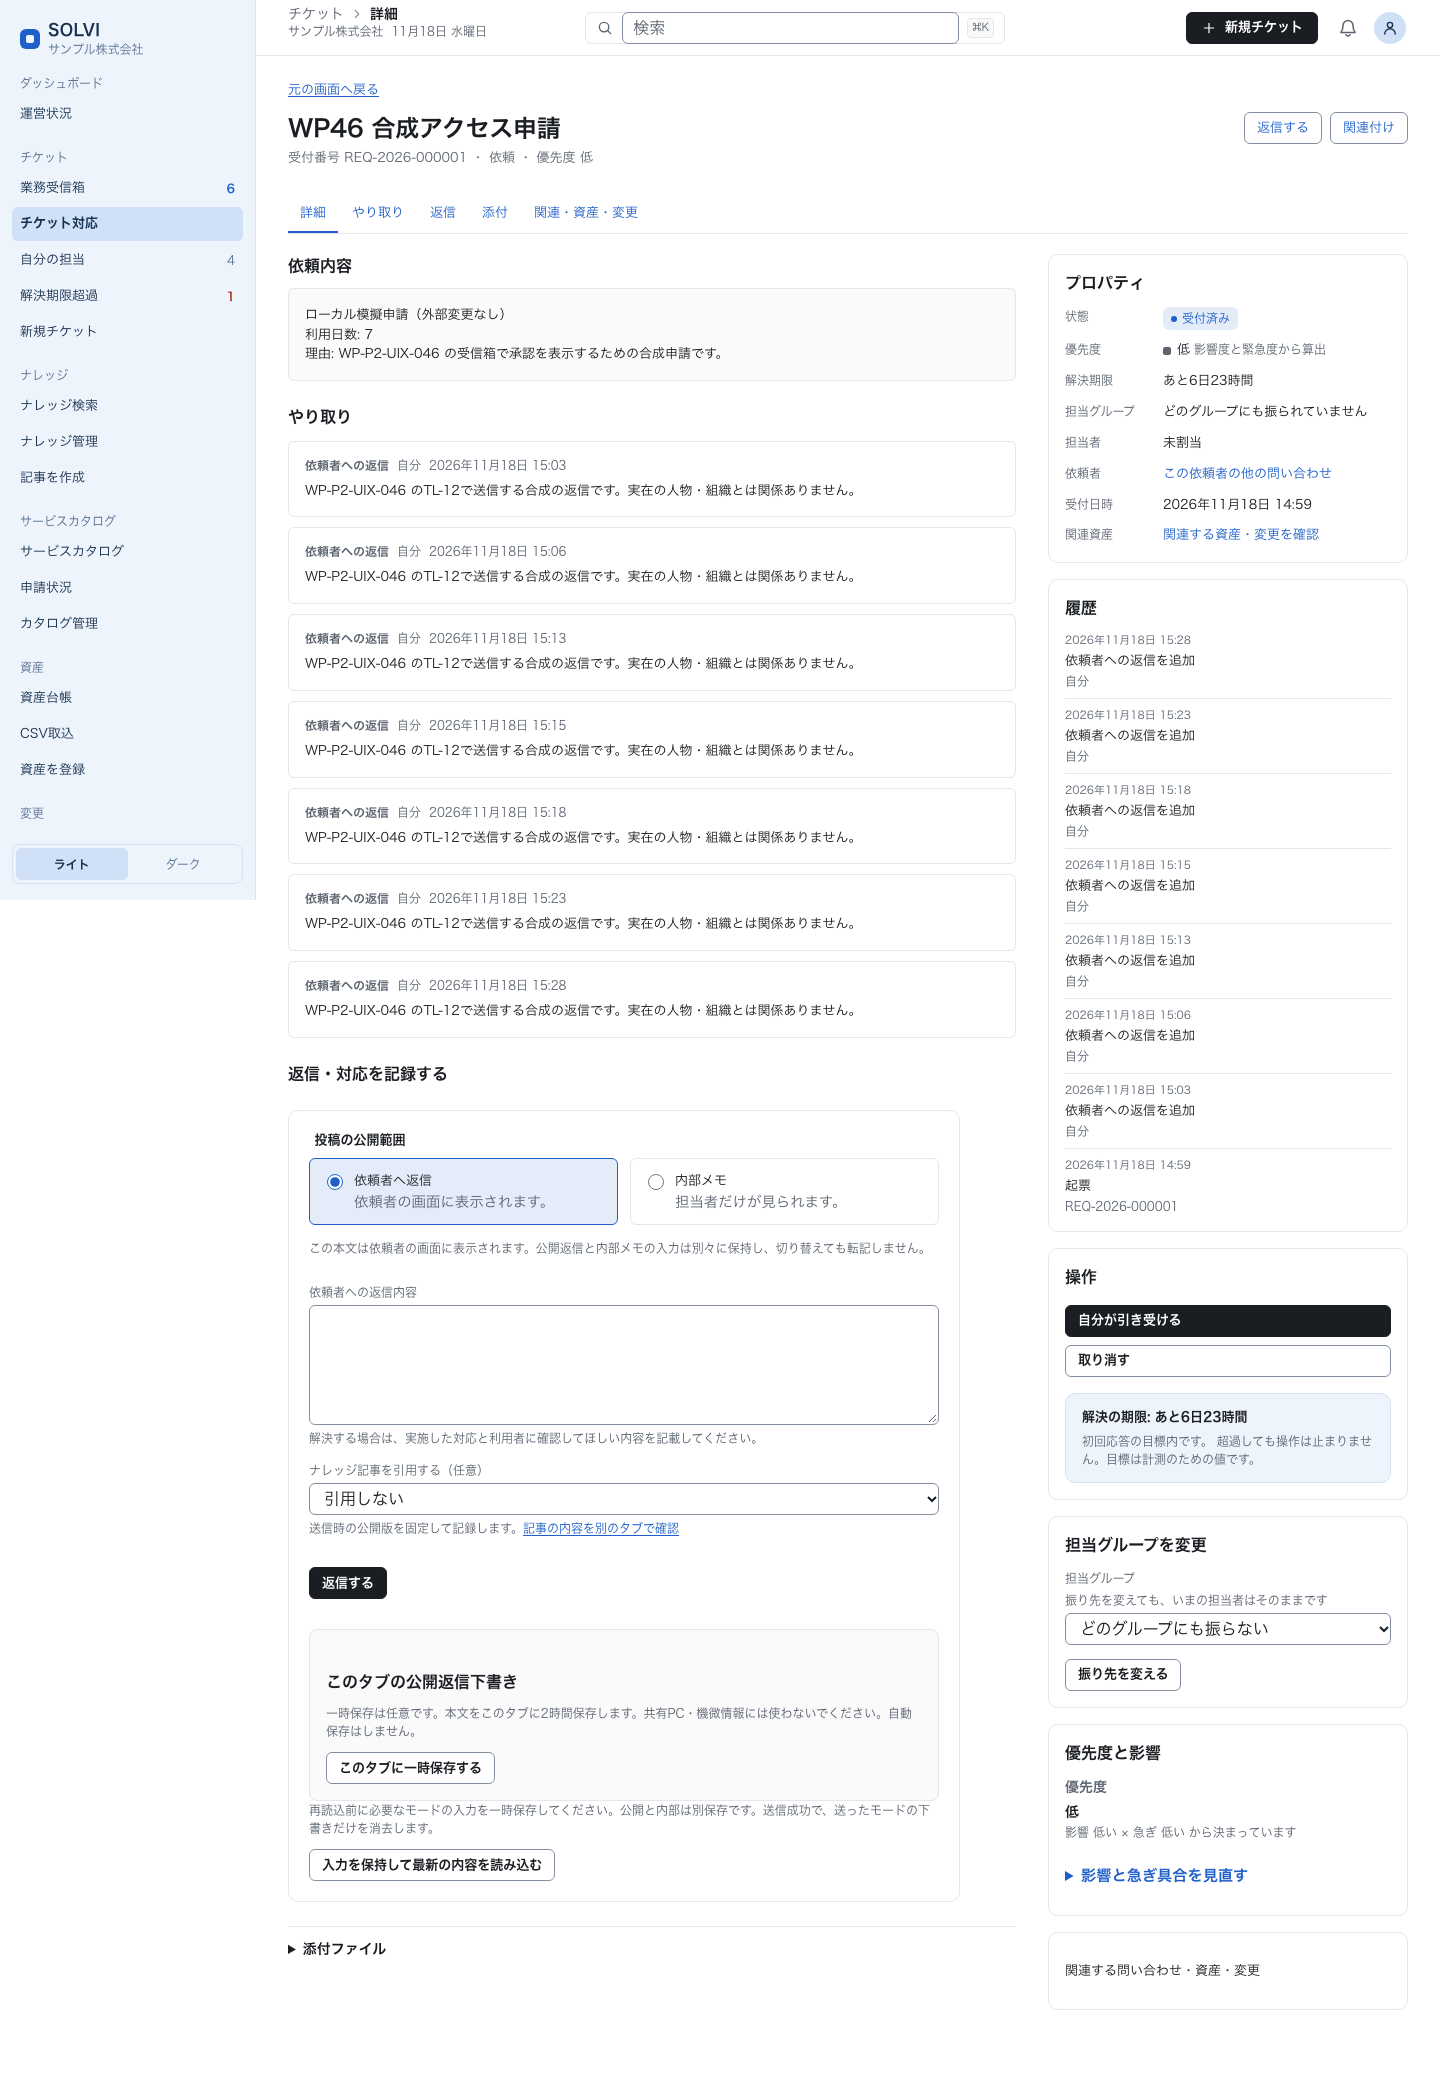 SOLVI
サンプル株式会社
ダッシュボード
運営状況
チケット
業務受信箱 6
チケット対応
自分の担当 4
解決期限超過 1
新規チケット
ナレッジ
ナレッジ検索
ナレッジ管理
記事を作成
サービスカタログ
サービスカタログ
申請状況
カタログ管理
資産
資産台帳
CSV取込
資産を登録
変更
ライト ダーク
チケット 詳細
サンプル株式会社 11月18日 水曜日
検索 ⌘K
新規チケット
元の画面へ戻る
WP46 合成アクセス申請
受付番号 REQ-2026-000001 ・ 依頼 ・ 優先度 低
返信する 関連付け
詳細 やり取り 返信 添付 関連・資産・変更
依頼内容
ローカル模擬申請（外部変更なし）
利用日数: 7
理由: WP-P2-UIX-046 の受信箱で承認を表示するための合成申請です。
やり取り
依頼者への返信 自分 2026年11月18日 15:03
WP-P2-UIX-046 のTL-12で送信する合成の返信です。実在の人物・組織とは関係ありません。
依頼者への返信 自分 2026年11月18日 15:06
WP-P2-UIX-046 のTL-12で送信する合成の返信です。実在の人物・組織とは関係ありません。
依頼者への返信 自分 2026年11月18日 15:13
WP-P2-UIX-046 のTL-12で送信する合成の返信です。実在の人物・組織とは関係ありません。
依頼者への返信 自分 2026年11月18日 15:15
WP-P2-UIX-046 のTL-12で送信する合成の返信です。実在の人物・組織とは関係ありません。
依頼者への返信 自分 2026年11月18日 15:18
WP-P2-UIX-046 のTL-12で送信する合成の返信です。実在の人物・組織とは関係ありません。
依頼者への返信 自分 2026年11月18日 15:23
WP-P2-UIX-046 のTL-12で送信する合成の返信です。実在の人物・組織とは関係ありません。
依頼者への返信 自分 2026年11月18日 15:28
WP-P2-UIX-046 のTL-12で送信する合成の返信です。実在の人物・組織とは関係ありません。
返信・対応を記録する
投稿の公開範囲
依頼者へ返信
依頼者の画面に表示されます。
内部メモ
担当者だけが見られます。
この本文は依頼者の画面に表示されます。公開返信と内部メモの入力は別々に保持し、切り替えても転記しません。
依頼者への返信内容
解決する場合は、実施した対応と利用者に確認してほしい内容を記載してください。
ナレッジ記事を引用する（任意）
引用しない
送信時の公開版を固定して記録します。記事の内容を別のタブで確認
返信する
このタブの公開返信下書き
一時保存は任意です。本文をこのタブに2時間保存します。共有PC・機微情報には使わないでください。自動
保存はしません。
このタブに一時保存する
再読込前に必要なモードの入力を一時保存してください。公開と内部は別保存です。送信成功で、送ったモードの下
書きだけを消去します。
入力を保持して最新の内容を読み込む
添付ファイル
プロパティ
状態 受付済み
優先度 低 影響度と緊急度から算出
解決期限 あと6日23時間
担当グループ どのグループにも振られていません
担当者 未割当
依頼者 この依頼者の他の問い合わせ
受付日時 2026年11月18日 14:59
関連資産 関連する資産・変更を確認
履歴
2026年11月18日 15:28
依頼者への返信を追加
自分
2026年11月18日 15:23
依頼者への返信を追加
自分
2026年11月18日 15:18
依頼者への返信を追加
自分
2026年11月18日 15:15
依頼者への返信を追加
自分
2026年11月18日 15:13
依頼者への返信を追加
自分
2026年11月18日 15:06
依頼者への返信を追加
自分
2026年11月18日 15:03
依頼者への返信を追加
自分
2026年11月18日 14:59
起票
REQ-2026-000001
操作
自分が引き受ける
取り消す
解決の期限: あと6日23時間
初回応答の目標内です。 超過しても操作は止まりませ
ん。目標は計測のための値です。
担当グループを変更
担当グループ
振り先を変えても、いまの担当者はそのままです
どのグループにも振らない
振り先を変える
優先度と影響
優先度
低
影響 低い × 急ぎ 低い から決まっています
影響と急ぎ具合を見直す
関連する問い合わせ・資産・変更